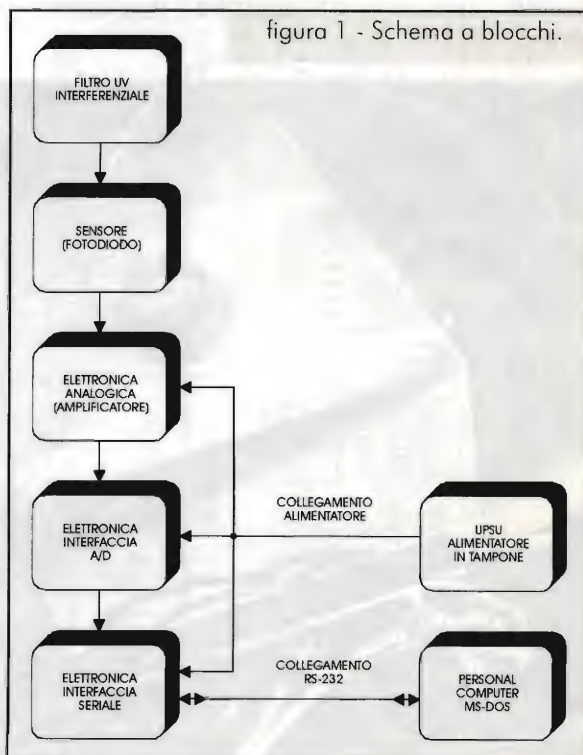 figura 1 - Schema a blocchi.
FILTRO UV
INTERFERENZIALE
SENSORE
(FOTODIODO)
ELETTRONICA
ANALOGICA
(AMPLIFICATORE)
ELETTRONICA
INTERFACCIA
A/D
COLLEGAMENTO
ALIMENTATORE
UPSU
ALIMENTATORE
IN TAMPONE
ELETTRONICA
INTERFACCIA
SERIALE
COLLEGAMENTO
RS-232
PERSONAL
COMPUTER
MS-DOS